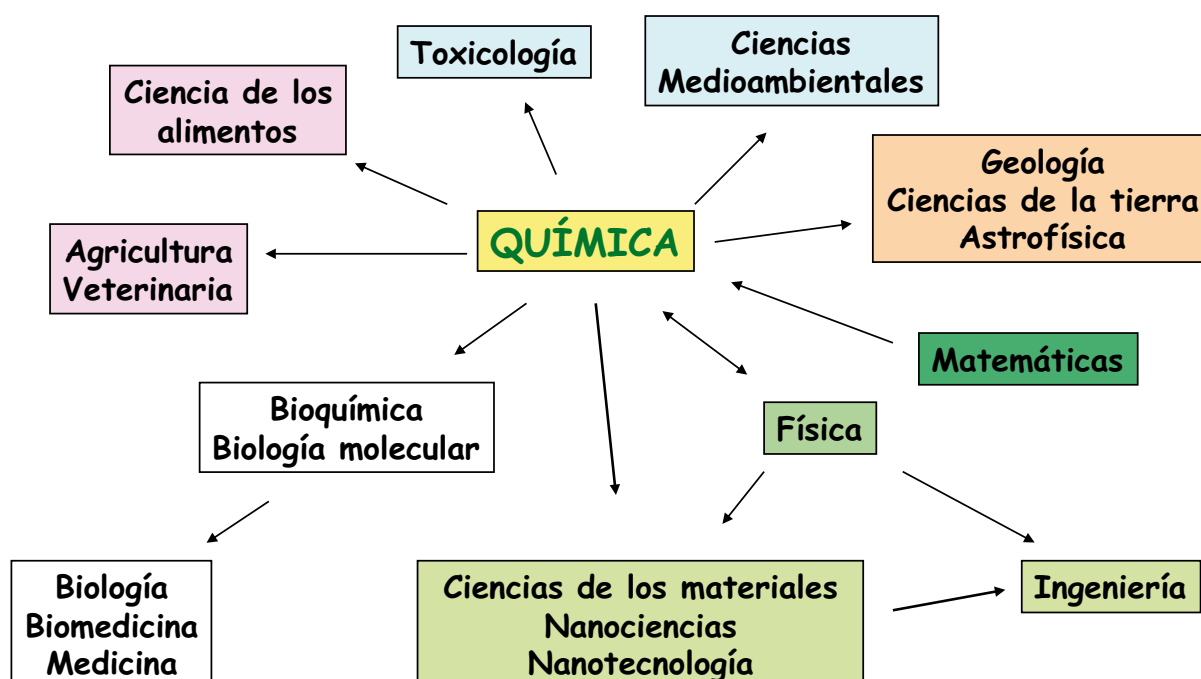 Toxicología
Ciencias
Medioambientales
Ciencia de los
alimentos
Geología
Ciencias de la tierra
Astrofísica
QUÍMICA
Agricultura
Veterinaria
Matemáticas
Bioquímica
Biología molecular
Física
Biología
Biomedicina
Medicina
Ciencias de los materiales
Nanociencias
Nanotecnología
Ingeniería